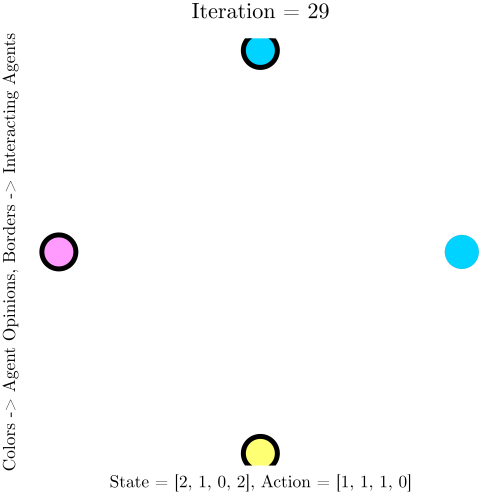 Iteration = 29
Colors -> Agent Opinions, Borders -> Interacting Agents
State = [2, 1, 0, 2], Action = [1, 1, 1, 0]